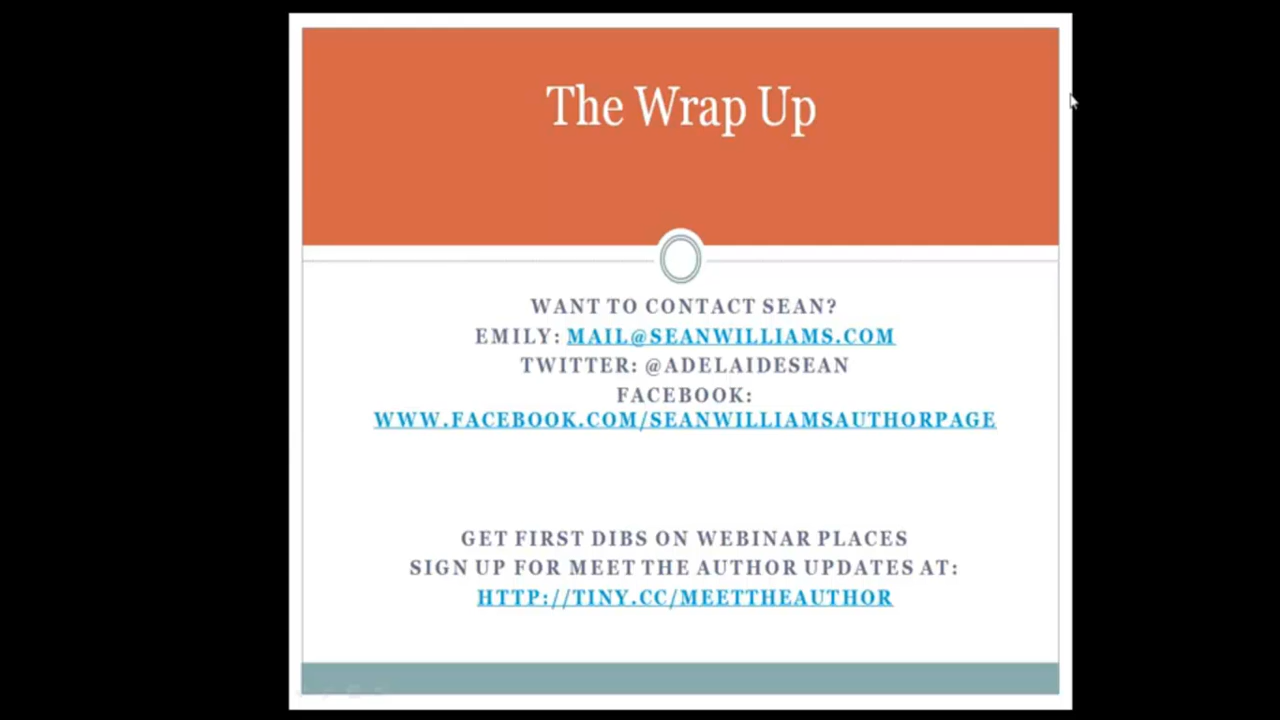 The Wrap Up
WANT TO CONTACT SEAN?
EMILY: MAIL@SEANWILLIAMS.COM
TWITTER: @ADELAIDESEAN
FACEBOOK:
WWW.FACEBOOK.COM/SEANWILLIAMSAUTHORPAGE
GET FIRST DIBS ON WEBINAR PLACES
SIGN UP FOR MEET THE AUTHOR UPDATES AT:
HTTP://TINY.CC/MEETTHEAUTHOR